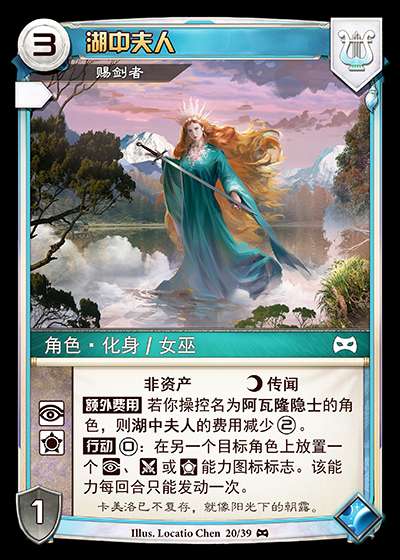 3
湖中夫人
赐剑者
角色·化身/女巫
非资产 传闻
额外费用 若你操控名为阿瓦隆隐士的角
色,则湖中夫人的费用减少②。
行动 : 在另一个目标角色上放置一
个 、 或 能力图标标志。该能
力每回合只能发动一次。
卡美洛已不复存,就像阳光下的朝露。
1
Illus. Locatio Chen 20/39